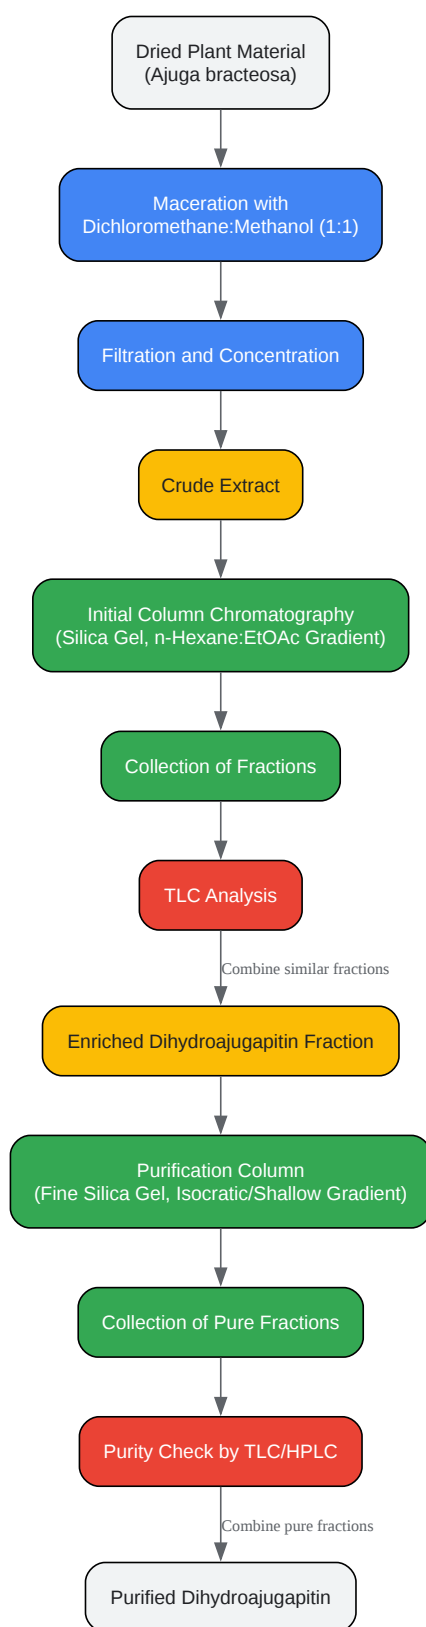 Dried Plant Material
(Ajuga bracteosa)
Maceration with
Dichloromethane:Methanol (1:1)
Filtration and Concentration
Crude Extract
Initial Column Chromatography
(Silica Gel, n-Hexane:EtOAc Gradient)
Collection of Fractions
TLC Analysis
Combine similar fractions
Enriched Dihydroajugapitin Fraction
Purification Column
(Fine Silica Gel, Isocratic/Shallow Gradient)
Collection of Pure Fractions
Purity Check by TLC/HPLC
Combine pure fractions
Purified Dihydroajugapitin